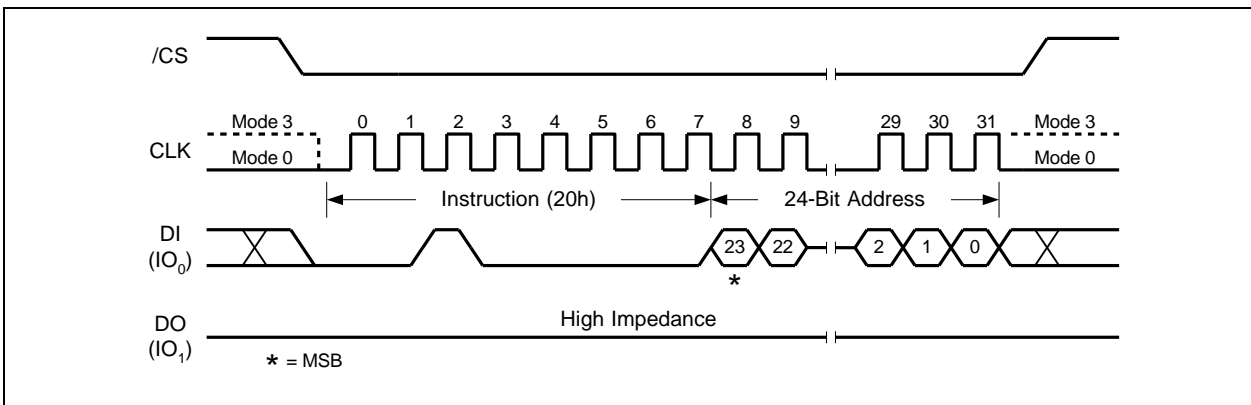 /CS
Mode 3
0 1 2 3 4 5 6 7 8 9 29 30 31
Mode 3
CLK
Mode 0
Mode 0
Instruction (20h)
24-Bit Address
DI
(IO0)
23 22 2 1 0
*
High Impedance
DO
(IO1)
* = MSB